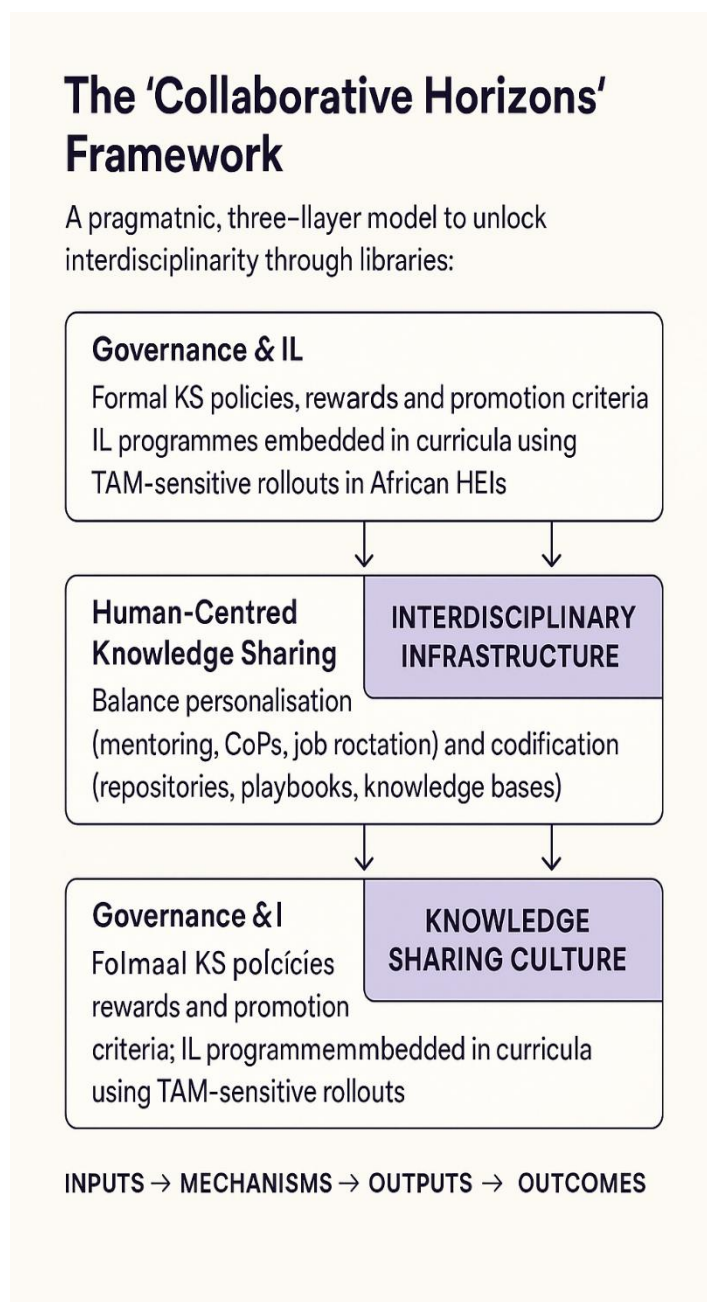 The ‘Collaborative Horizons‘
Framework
A pragmatnic, three–llayer model to unlock
interdisciplinarity through libraries:
Governance & IL
Formal KS policies, rewards and promotion criteria
IL programmes embedded in curricula using
TAM-sensitive rollouts in African HEIs
Human-Centred
Knowledge Sharing
INTERDISCIPLINARY
INFRASTRUCTURE
Balance personalisation
(mentoring, CoPs, job roctation) and codification
(repositories, playbooks, knowledge bases)
Governance & I
KNOWLEDGE
SHARING CULTURE
Folmaal KS polcícíes
rewards and promotion
criteria; IL programmemmbedded in curricula
using TAM-sensitive rollouts
INPUTS → MECHANISMS → OUTPUTS → OUTCOMES